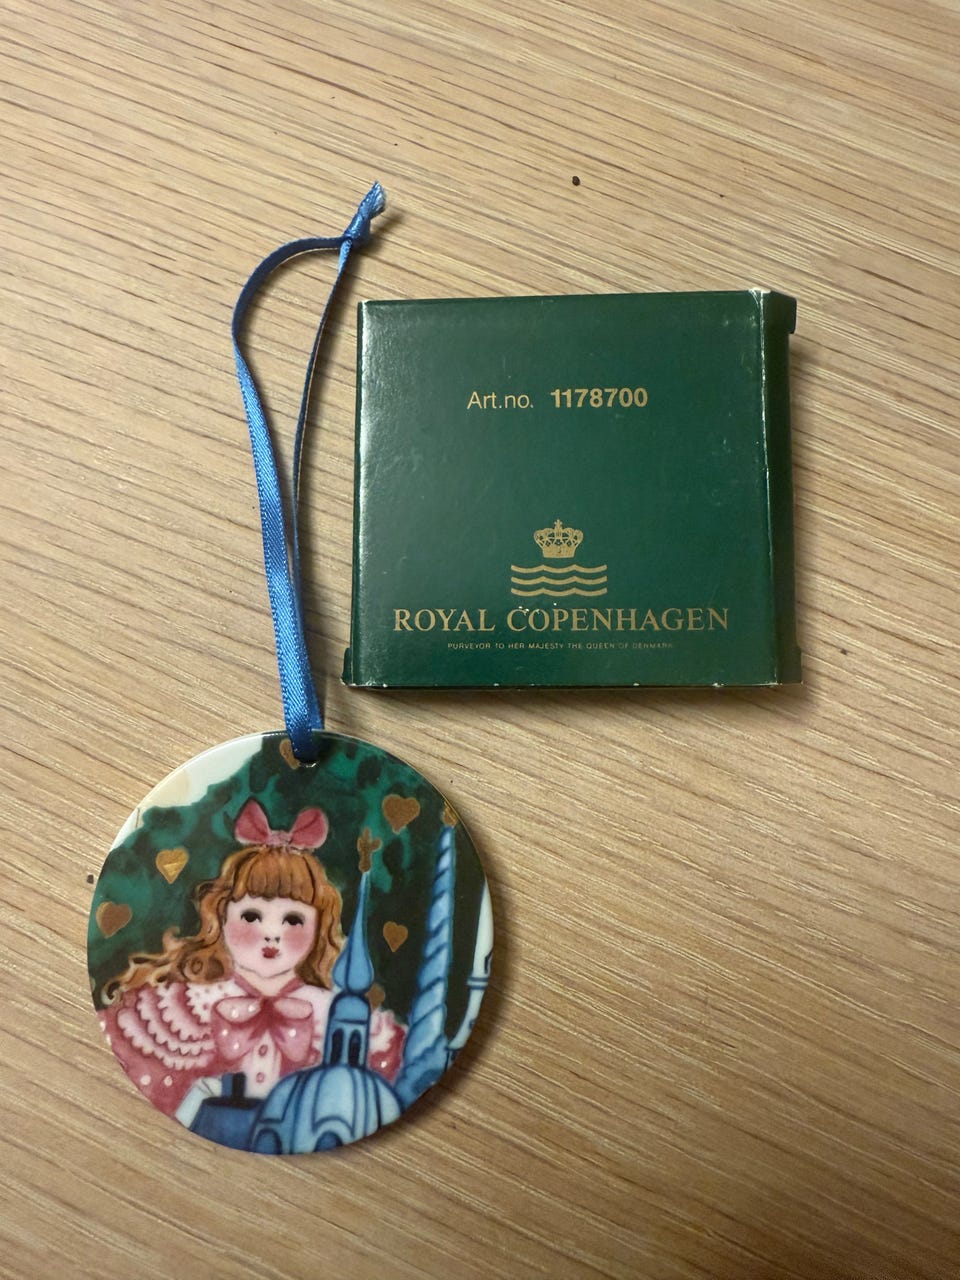 Art.no. 1178700
ROYAL COPENHAGEN
PURVEYOR TO HER MAJESTY THE QUEEN OF DENMARK